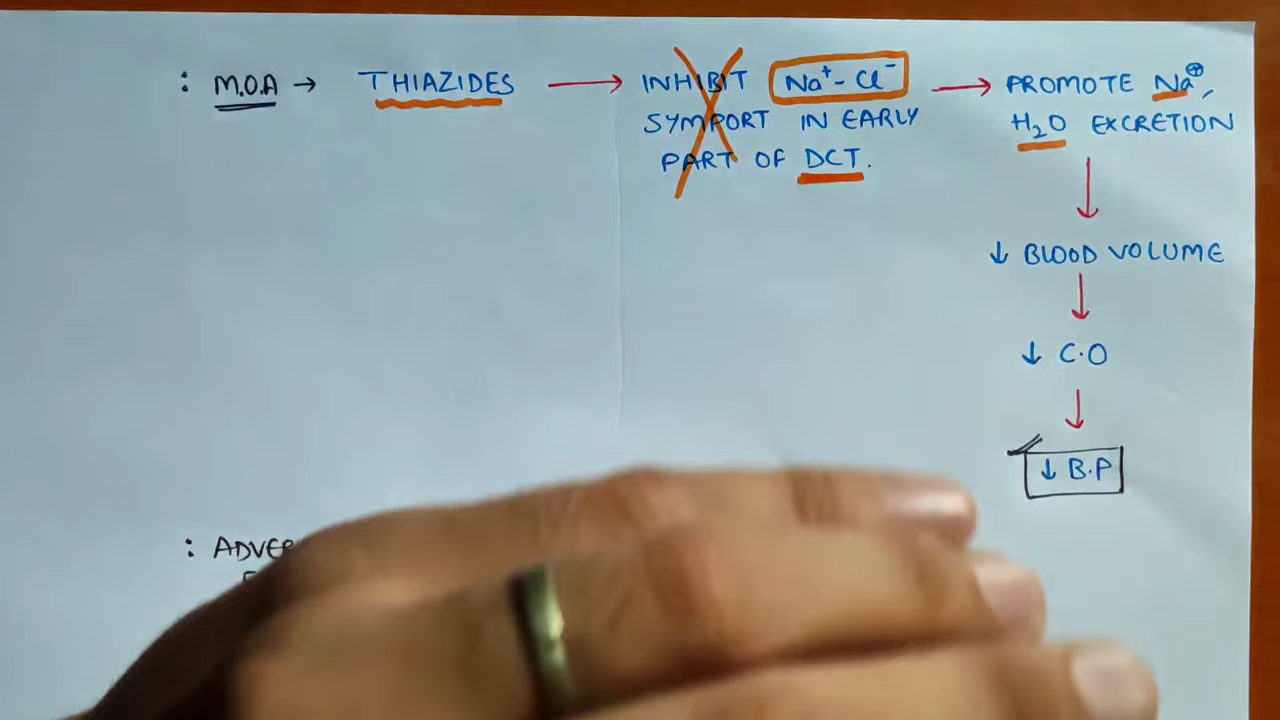 : M.O.A → THIAZIDES → INHIBIT Na⁺- Cl⁻ → PROMOTE Na⊕,
SYMPORT IN EARLY H₂O EXCRETION
PART OF DCT.
↓ BLOOD VOLUME
↓ C.O
↓ B.P
: ADVER